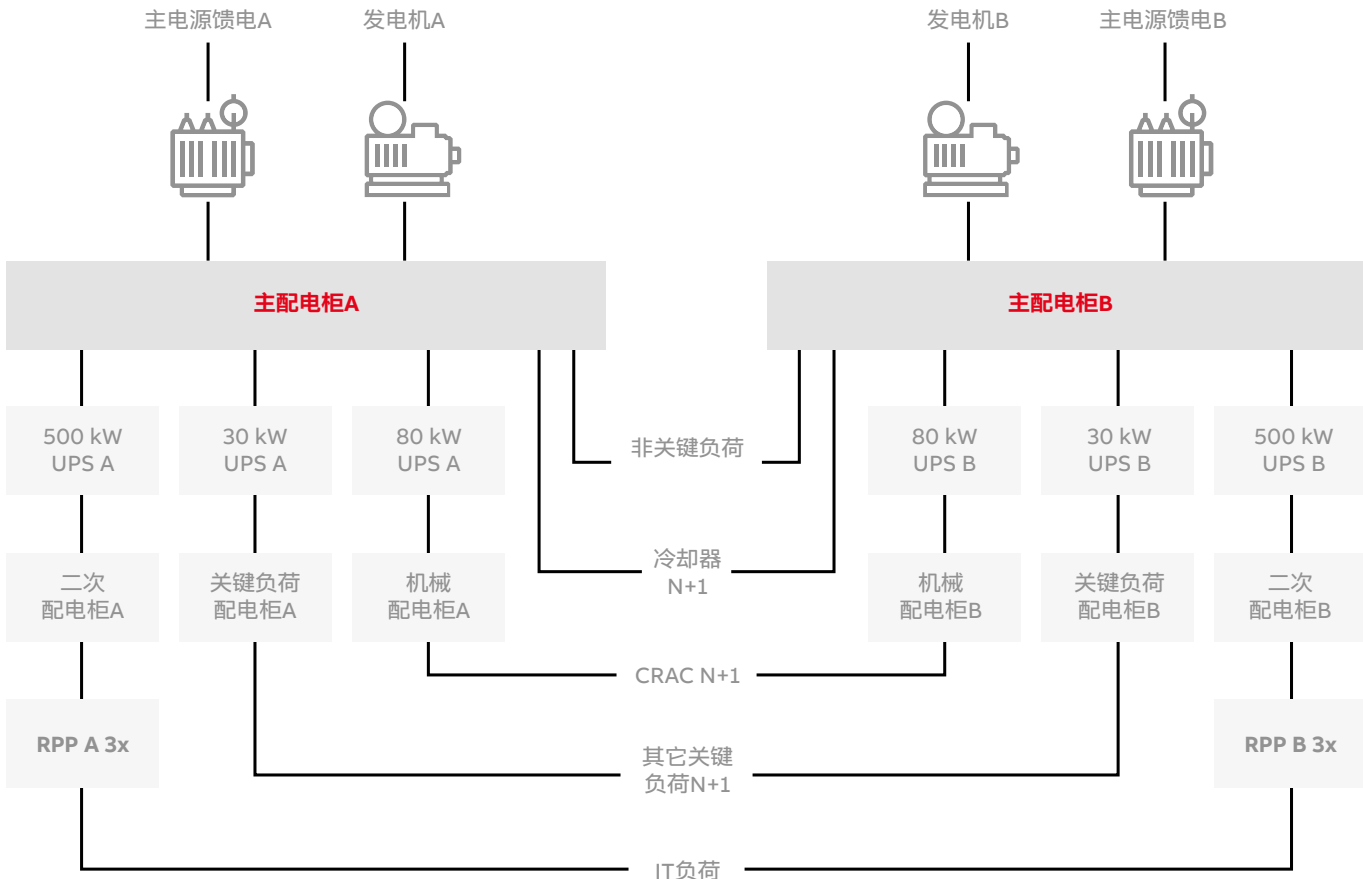 主电源馈电A
发电机A
发电机B
主电源馈电B
主配电柜A
主配电柜B
500 kW
UPS A
30 kW
UPS A
80 kW
UPS A
非关键负荷
80 kW
UPS B
30 kW
UPS B
500 kW
UPS B
二次
配电柜A
关键负荷
配电柜A
机械
配电柜A
冷却器
N+1
机械
配电柜B
关键负荷
配电柜B
二次
配电柜B
CRAC N+1
RPP A 3x
其它关键
负荷N+1
RPP B 3x
IT负荷